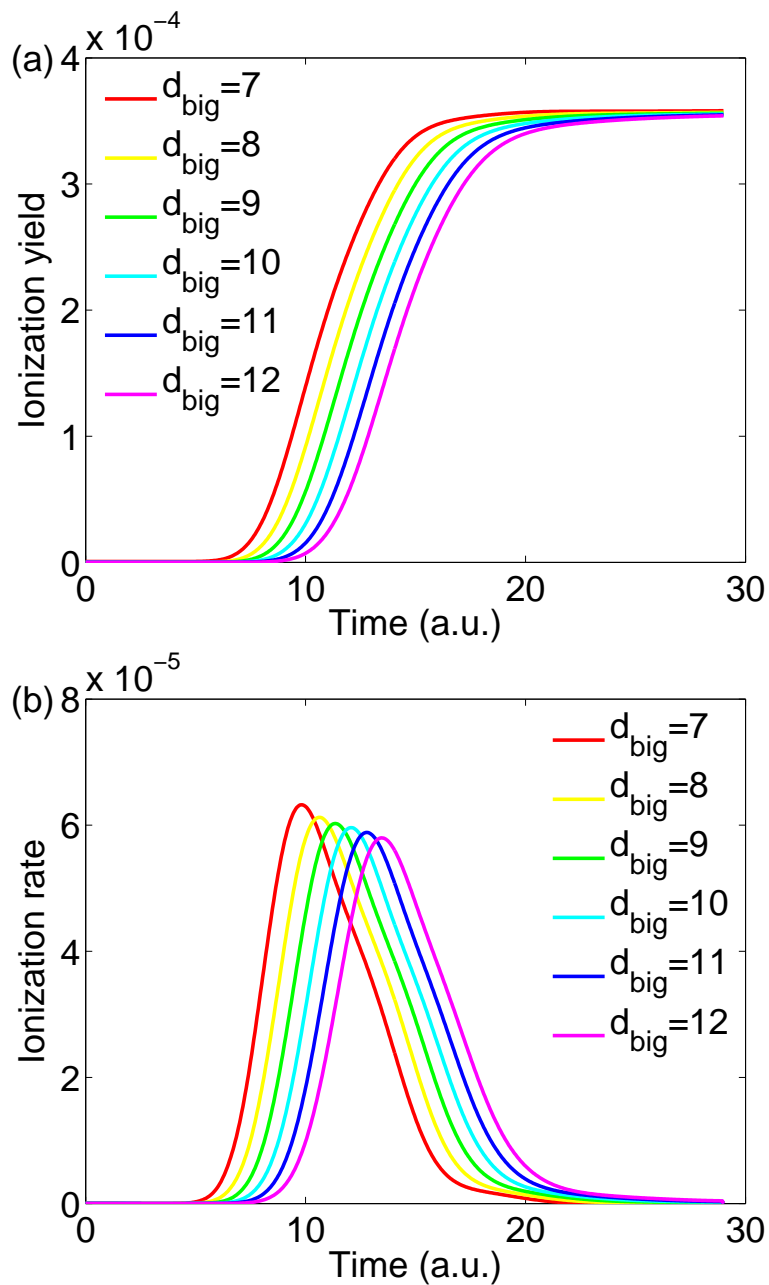 x 10^−4
(a)
4
3
2
1
0
Ionization yield
d_big=7
d_big=8
d_big=9
d_big=10
d_big=11
d_big=12
0 10 20 30
Time (a.u.)
x 10^−5
(b)
8
6
4
2
0
Ionization rate
d_big=7
d_big=8
d_big=9
d_big=10
d_big=11
d_big=12
0 10 20 30
Time (a.u.)